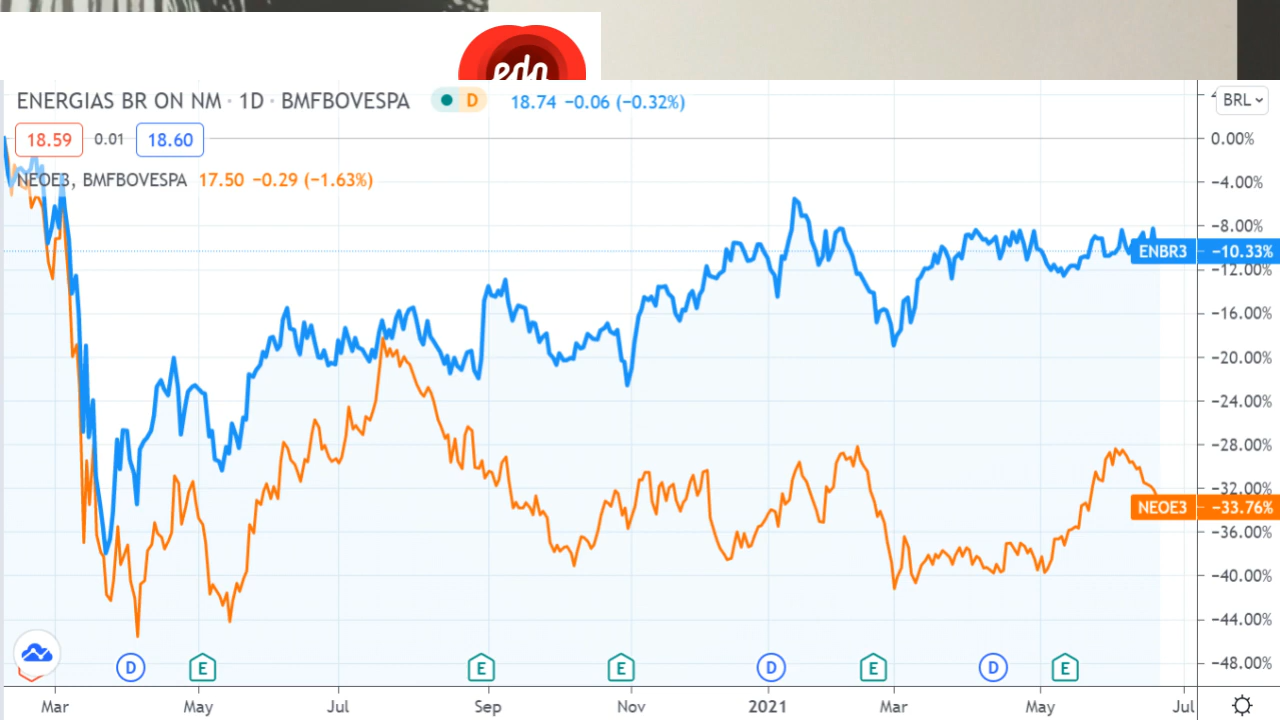 edp
ENERGIAS BR ON NM · 1D · BMFBOVESPA D 18.74 −0.06 (−0.32%)
BRL
18.59 0.01 18.60
0.00%
NEOE3, BMFBOVESPA 17.50 −0.29 (−1.63%)
−4.00%
−8.00%
ENBR3 −10.33%
−12.00%
−16.00%
−20.00%
−24.00%
−28.00%
−32.00%
NEOE3 −33.76%
−36.00%
−40.00%
−44.00%
−48.00%
D E E E D E D E
Mar May Jul Sep Nov 2021 Mar May Jul